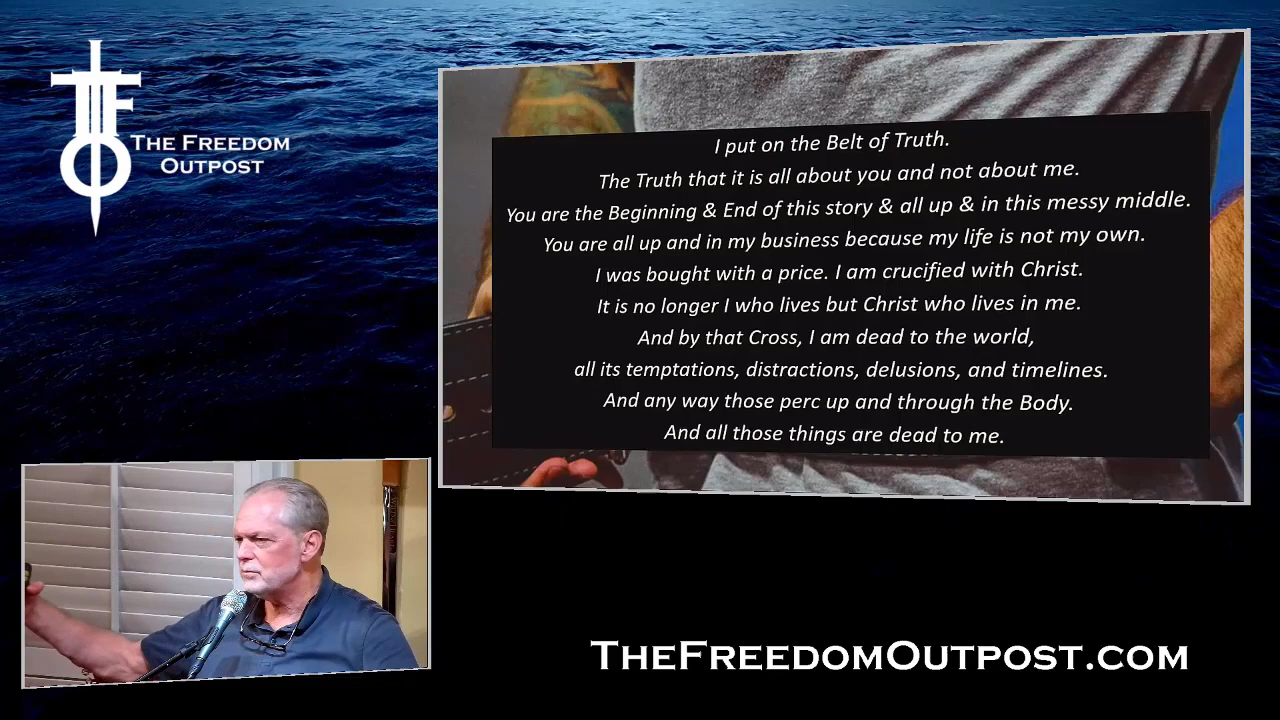 THE FREEDOM
OUTPOST
I put on the Belt of Truth.
The Truth that it is all about you and not about me.
You are the Beginning & End of this story & all up & in this messy middle.
You are all up and in my business because my life is not my own.
I was bought with a price. I am crucified with Christ.
It is no longer I who lives but Christ who lives in me.
And by that Cross, I am dead to the world,
all its temptations, distractions, delusions, and timelines.
And any way those perc up and through the Body.
And all those things are dead to me.
THEFREEDOMOUTPOST.COM